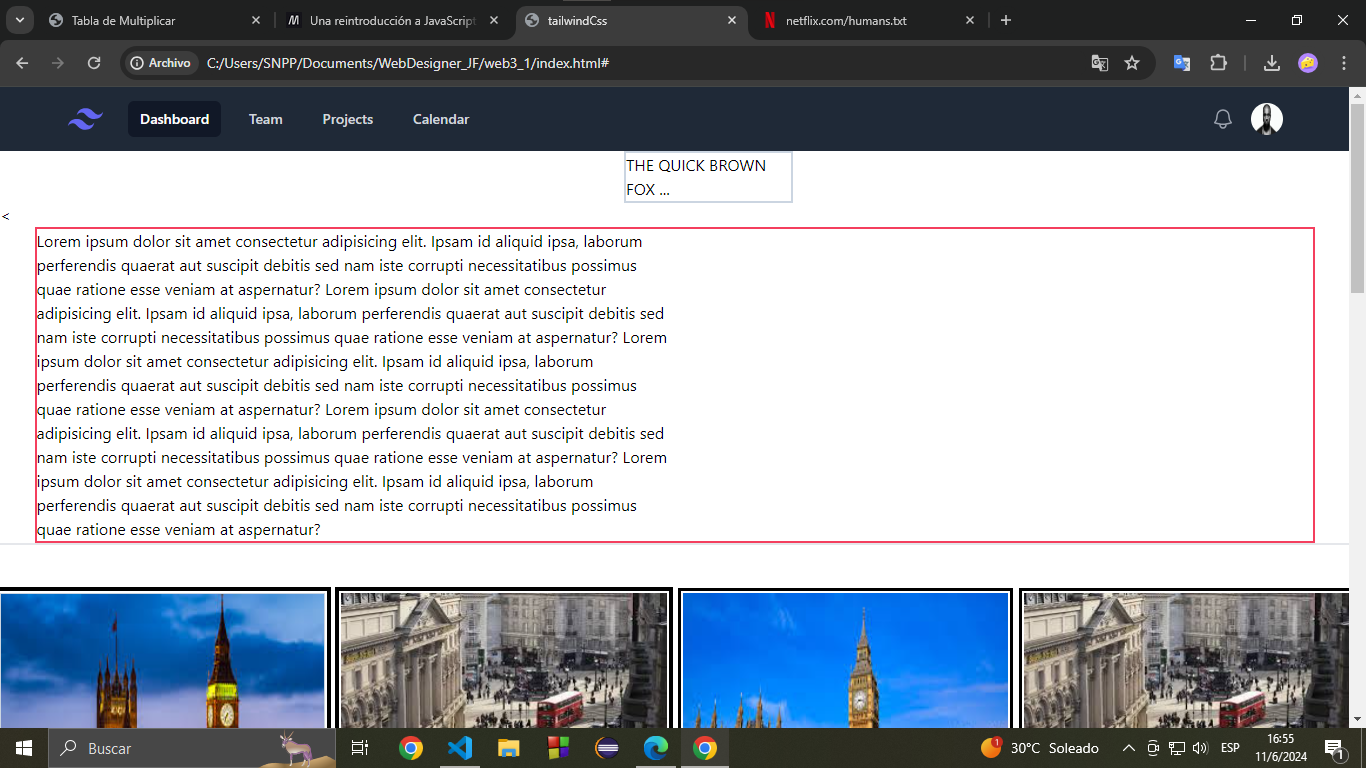 Tabla de Multiplicar
Una reintroducción a JavaScript
tailwindCss
netflix.com/humans.txt
Archivo
C:/Users/SNPP/Documents/WebDesigner_JF/web3_1/index.html#
Dashboard
Team
Projects
Calendar
THE QUICK BROWN
FOX ...
<
Lorem ipsum dolor sit amet consectetur adipisicing elit. Ipsam id aliquid ipsa, laborum
perferendis quaerat aut suscipit debitis sed nam iste corrupti necessitatibus possimus
quae ratione esse veniam at aspernatur? Lorem ipsum dolor sit amet consectetur
adipisicing elit. Ipsam id aliquid ipsa, laborum perferendis quaerat aut suscipit debitis sed
nam iste corrupti necessitatibus possimus quae ratione esse veniam at aspernatur? Lorem
ipsum dolor sit amet consectetur adipisicing elit. Ipsam id aliquid ipsa, laborum
perferendis quaerat aut suscipit debitis sed nam iste corrupti necessitatibus possimus
quae ratione esse veniam at aspernatur? Lorem ipsum dolor sit amet consectetur
adipisicing elit. Ipsam id aliquid ipsa, laborum perferendis quaerat aut suscipit debitis sed
nam iste corrupti necessitatibus possimus quae ratione esse veniam at aspernatur? Lorem
ipsum dolor sit amet consectetur adipisicing elit. Ipsam id aliquid ipsa, laborum
perferendis quaerat aut suscipit debitis sed nam iste corrupti necessitatibus possimus
quae ratione esse veniam at aspernatur?
Buscar
1
30°C Soleado
ESP
16:55
11/6/2024
1